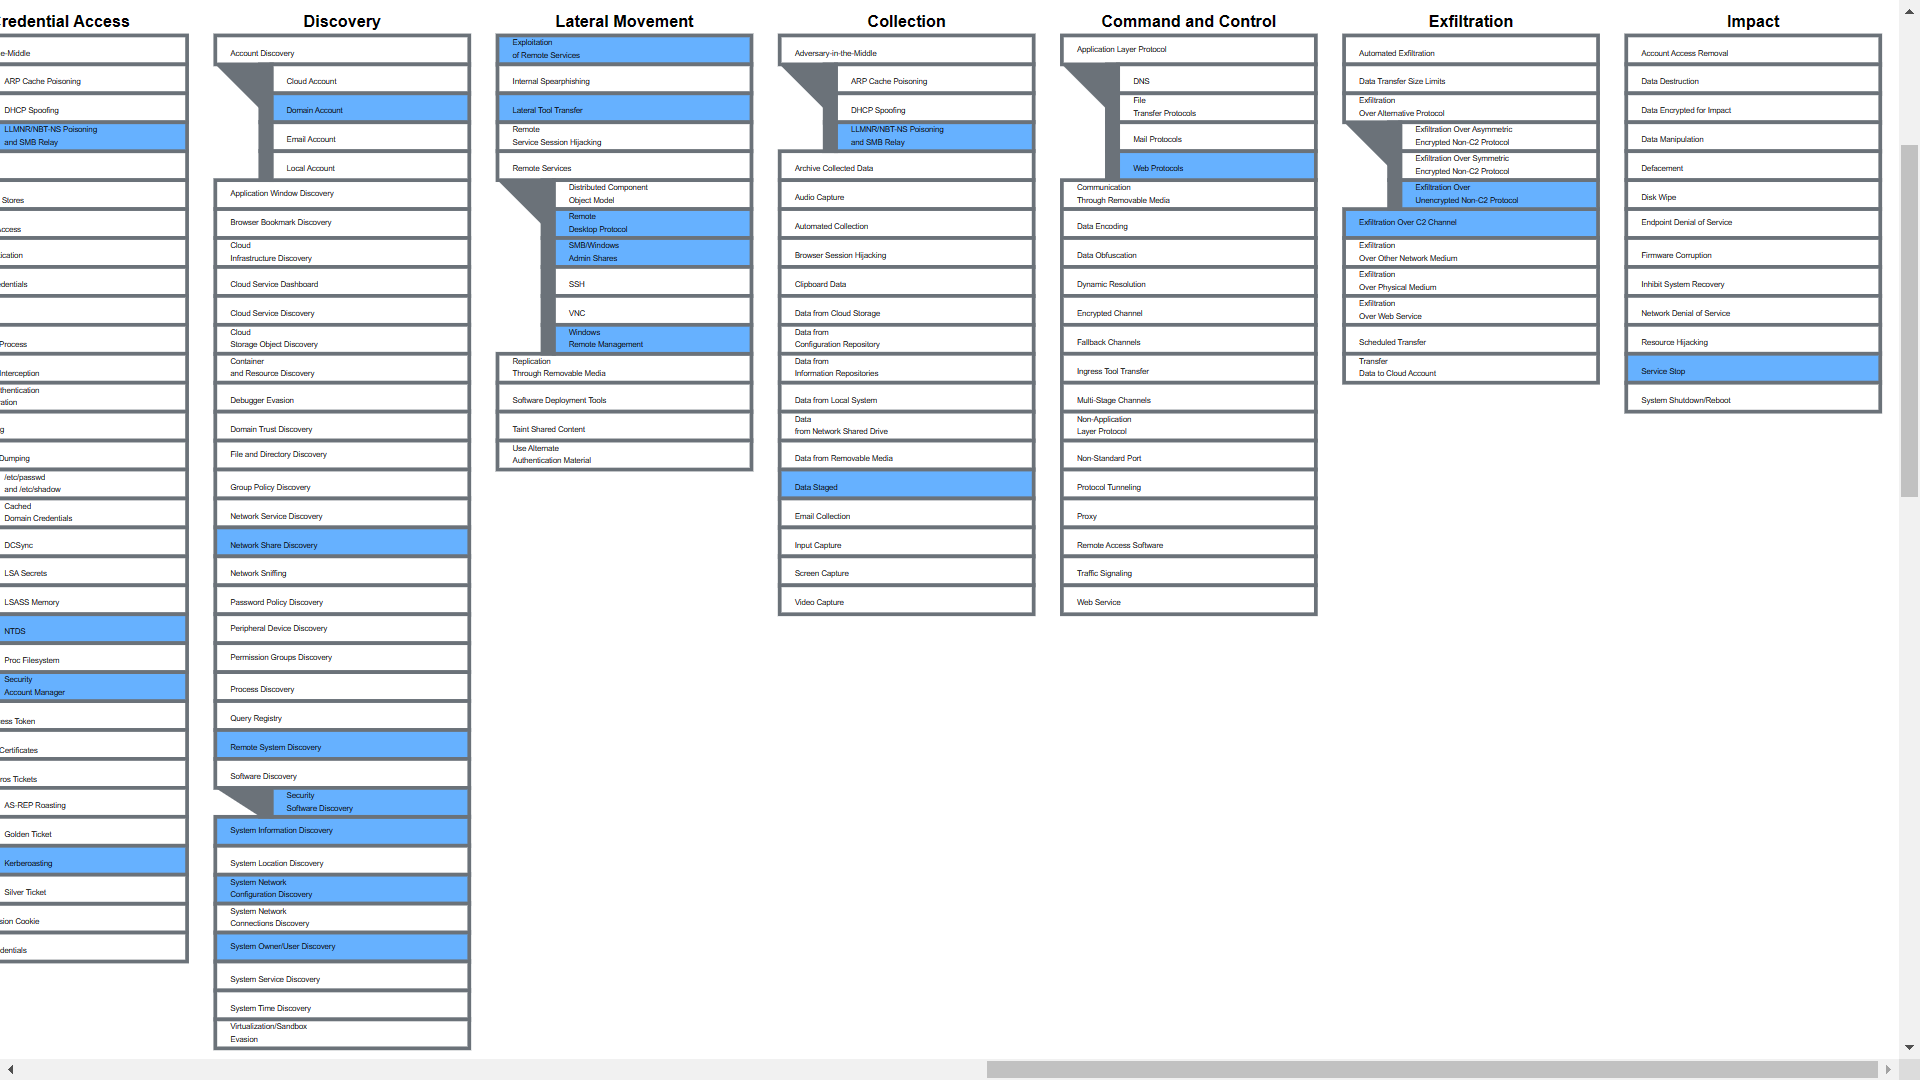 redential Access
e-Middle
ARP Cache Poisoning
DHCP Spoofing
LLMNR/NBT-NS Poisoning
and SMB Relay
Stores
Access
ication
dentials
Process
Interception
thentication
ration
g
Dumping
/etc/passwd
and /etc/shadow
Cached
Domain Credentials
DCSync
LSA Secrets
LSASS Memory
NTDS
Proc Filesystem
Security
Account Manager
ess Token
Certificates
ros Tickets
AS-REP Roasting
Golden Ticket
Kerberoasting
Silver Ticket
sion Cookie
dentials
Discovery
Account Discovery
Cloud Account
Domain Account
Email Account
Local Account
Application Window Discovery
Browser Bookmark Discovery
Cloud
Infrastructure Discovery
Cloud Service Dashboard
Cloud Service Discovery
Cloud
Storage Object Discovery
Container
and Resource Discovery
Debugger Evasion
Domain Trust Discovery
File and Directory Discovery
Group Policy Discovery
Network Service Discovery
Network Share Discovery
Network Sniffing
Password Policy Discovery
Peripheral Device Discovery
Permission Groups Discovery
Process Discovery
Query Registry
Remote System Discovery
Software Discovery
Security
Software Discovery
System Information Discovery
System Location Discovery
System Network
Configuration Discovery
System Network
Connections Discovery
System Owner/User Discovery
System Service Discovery
System Time Discovery
Virtualization/Sandbox
Evasion
Lateral Movement
Exploitation
of Remote Services
Internal Spearphishing
Lateral Tool Transfer
Remote
Service Session Hijacking
Remote Services
Distributed Component
Object Model
Remote
Desktop Protocol
SMB/Windows
Admin Shares
SSH
VNC
Windows
Remote Management
Replication
Through Removable Media
Software Deployment Tools
Taint Shared Content
Use Alternate
Authentication Material
Collection
Adversary-in-the-Middle
ARP Cache Poisoning
DHCP Spoofing
LLMNR/NBT-NS Poisoning
and SMB Relay
Archive Collected Data
Audio Capture
Automated Collection
Browser Session Hijacking
Clipboard Data
Data from Cloud Storage
Data from
Configuration Repository
Data from
Information Repositories
Data from Local System
Data
from Network Shared Drive
Data from Removable Media
Data Staged
Email Collection
Input Capture
Screen Capture
Video Capture
Command and Control
Application Layer Protocol
DNS
File
Transfer Protocols
Mail Protocols
Web Protocols
Communication
Through Removable Media
Data Encoding
Data Obfuscation
Dynamic Resolution
Encrypted Channel
Fallback Channels
Ingress Tool Transfer
Multi-Stage Channels
Non-Application
Layer Protocol
Non-Standard Port
Protocol Tunneling
Proxy
Remote Access Software
Traffic Signaling
Web Service
Exfiltration
Automated Exfiltration
Data Transfer Size Limits
Exfiltration
Over Alternative Protocol
Exfiltration Over Asymmetric
Encrypted Non-C2 Protocol
Exfiltration Over Symmetric
Encrypted Non-C2 Protocol
Exfiltration Over
Unencrypted Non-C2 Protocol
Exfiltration Over C2 Channel
Exfiltration
Over Other Network Medium
Exfiltration
Over Physical Medium
Exfiltration
Over Web Service
Scheduled Transfer
Transfer
Data to Cloud Account
Impact
Account Access Removal
Data Destruction
Data Encrypted for Impact
Data Manipulation
Defacement
Disk Wipe
Endpoint Denial of Service
Firmware Corruption
Inhibit System Recovery
Network Denial of Service
Resource Hijacking
Service Stop
System Shutdown/Reboot